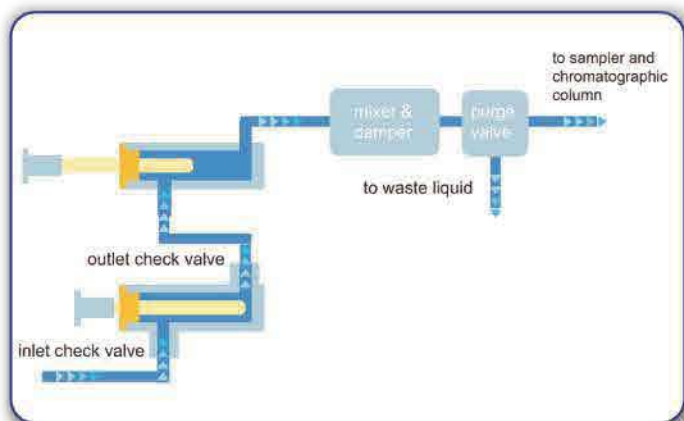 to sampler and
chromatographic
column
mixer &
damper
purge
valve
to waste liquid
outlet check valve
inlet check valve